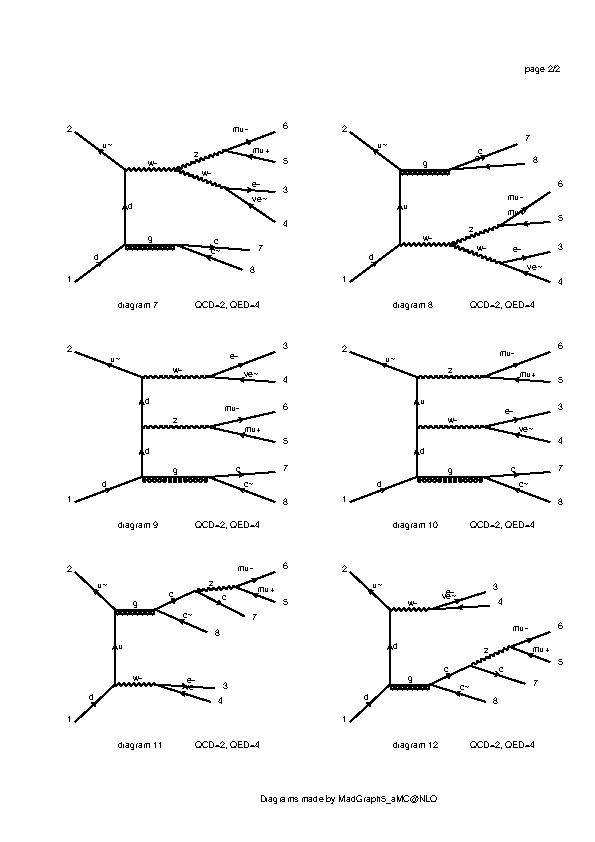 page 2/2
2
u~
w-
z
mu-
6
mu+
5
w-
e-
3
ve~
4
d
d
1
g
c
7
c~
8
diagram 7 QCD=2, QED=4
2
u~
g
c
7
8
u
mu-
6
z
5
d
1
w-
w-
e-
3
ve~
4
diagram 8 QCD=2, QED=4
2
u~
w-
e-
3
ve~
4
d
z
mu-
6
mu+
5
d
d
1
g
c
7
c~
8
diagram 9 QCD=2, QED=4
2
u~
z
mu-
6
mu+
5
u
w-
e-
3
ve~
4
d
d
1
g
c
7
c~
8
diagram 10 QCD=2, QED=4
2
u~
g
c
z
mu-
6
mu+
5
c
7
c~
8
u
d
1
w-
e-
3
4
diagram 11 QCD=2, QED=4
2
u~
w-
e-
ve~
3
4
d
d
1
g
c
z
mu-
6
mu+
5
c
7
c~
8
diagram 12 QCD=2, QED=4
Diagrams made by MadGraph5_aMC@NLO